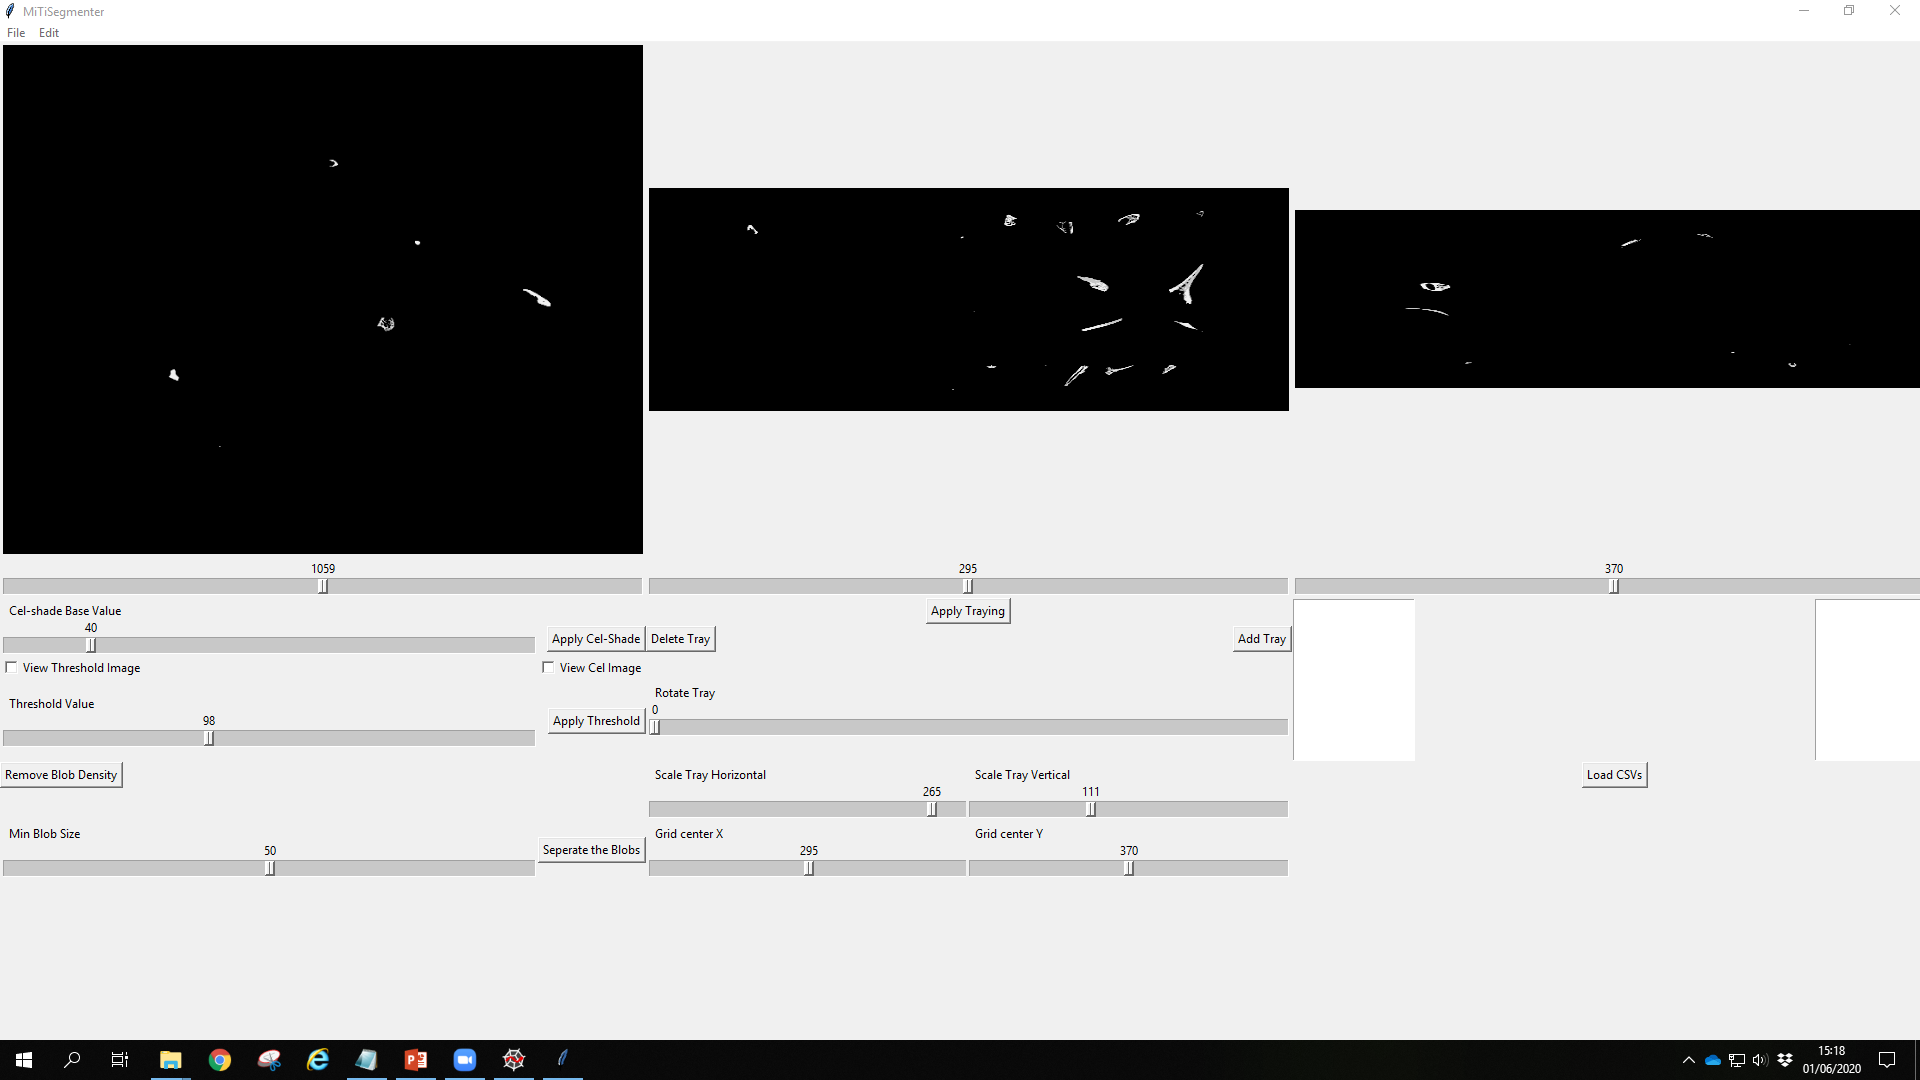 MiTiSegmenter
File Edit
1059
295
370
Cel-shade Base Value
40
Apply Traying
Apply Cel-Shade
Delete Tray
Add Tray
View Threshold Image
View Cel Image
Rotate Tray
0
Threshold Value
98
Apply Threshold
Remove Blob Density
Scale Tray Horizontal
265
Scale Tray Vertical
111
Load CSVs
Min Blob Size
50
Seperate the Blobs
Grid center X
295
Grid center Y
370
15:18
01/06/2020